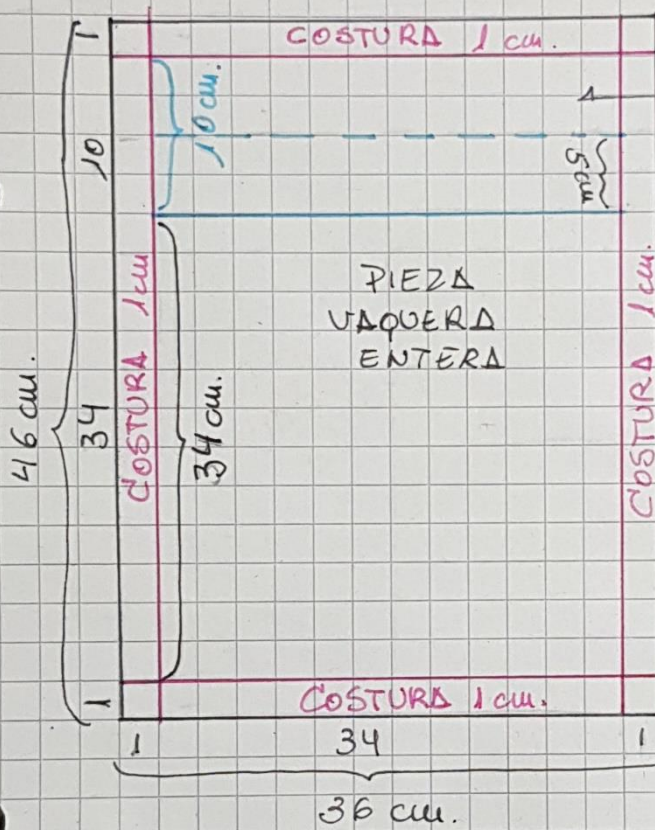 1
COSTURA 1 cm.
10
10 cm.
5 cm
PIEZA
VAQUERA
ENTERA
46 cm.
34
COSTURA 1 cm
34 cm.
COSTURA 1 cm.
1
COSTURA 1 cm.
1
34
1
36 cm.